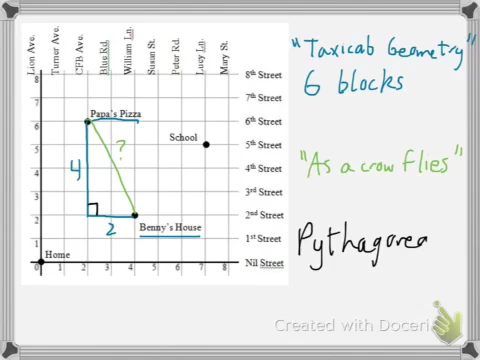 Lion Ave.
Turner Ave.
CFB Ave.
Blue Rd.
William Ln.
Susan St.
Peter Rd.
Lucy Ln.
Mary St.
"Taxicab Geometry"
6 blocks
8 8th Street
7 7th Street
Papa's Pizza
6 6th Street
?
School
5 5th Street
"As a crow flies"
4
4 4th Street
3 3rd Street
2 2nd Street
2
Benny's House
Pythagorea
1 1st Street
Home
Nil Street
0 1 2 3 4 5 6 7 8
Created with Doceri